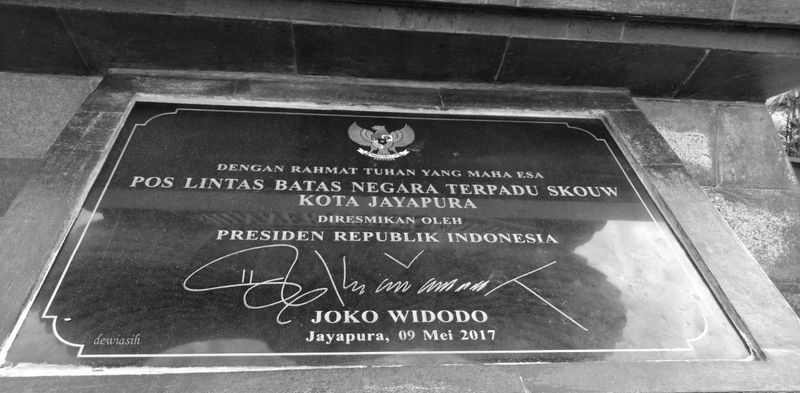 DENGAN RAHMAT TUHAN YANG MAHA ESA
POS LINTAS BATAS NEGARA TERPADU SKOUW
KOTA JAYAPURA
DIRESMIKAN OLEH
PRESIDEN REPUBLIK INDONESIA
JOKO WIDODO
Jayapura, 09 Mei 2017
dewiasih